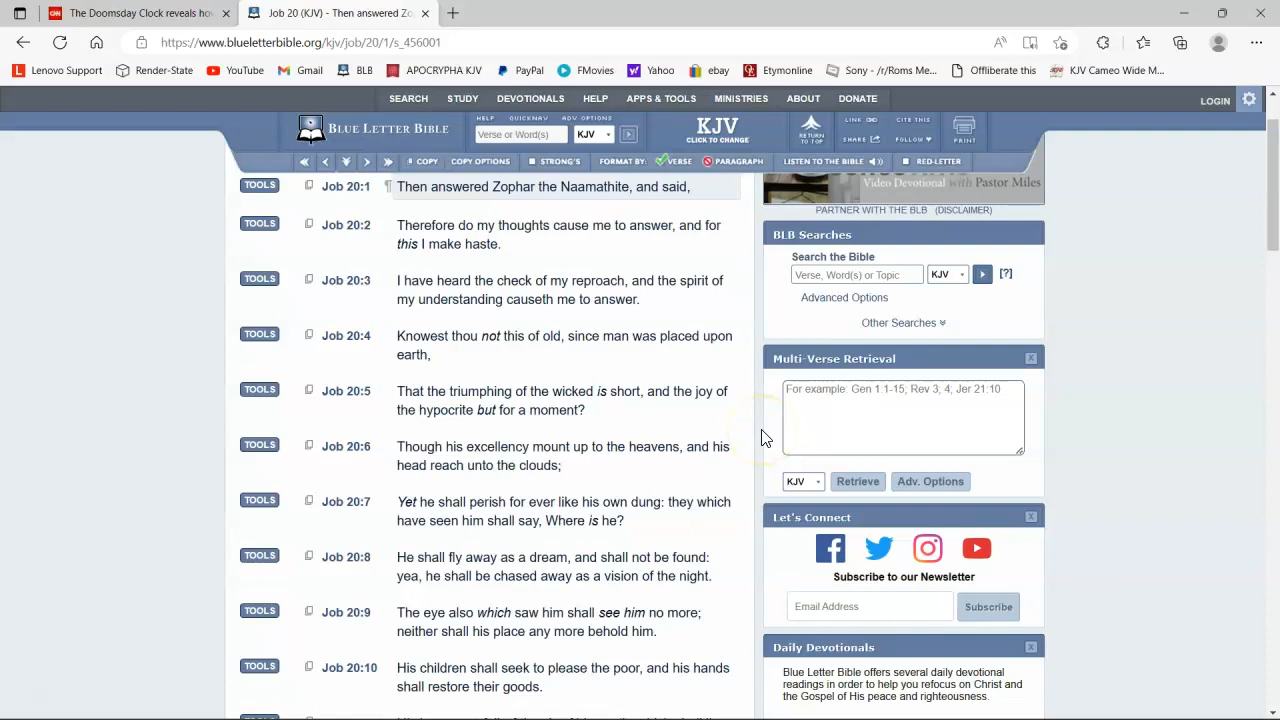 The Doomsday Clock reveals ho
Job 20 (KJV) - Then answered Zo
https://www.blueletterbible.org/kjv/job/20/1/s_456001
Lenovo Support
Render-State
YouTube
Gmail
BLB
APOCRYPHA KJV
PayPal
FMovies
Yahoo
ebay
Etymonline
Sony - /r/Roms Me...
Offliberate this
KJV Cameo Wide M...
SEARCH STUDY DEVOTIONALS HELP APPS & TOOLS MINISTRIES ABOUT DONATE
LOGIN
BLUE LETTER BIBLE
HELP QUICKNAV ADV OPTIONS
Verse or Word(s) KJV
KJV
CLICK TO CHANGE
RETURN
TO TOP
LINK CITE THIS
SHARE FOLLOW
PRINT
COPY COPY OPTIONS STRONG'S FORMAT BY: VERSE PARAGRAPH LISTEN TO THE BIBLE RED-LETTER
TOOLS Job 20:1 ¶ Then answered Zophar the Naamathite, and said,
TOOLS Job 20:2 Therefore do my thoughts cause me to answer, and for
this I make haste.
TOOLS Job 20:3 I have heard the check of my reproach, and the spirit of
my understanding causeth me to answer.
TOOLS Job 20:4 Knowest thou not this of old, since man was placed upon
earth,
TOOLS Job 20:5 That the triumphing of the wicked is short, and the joy of
the hypocrite but for a moment?
TOOLS Job 20:6 Though his excellency mount up to the heavens, and his
head reach unto the clouds;
TOOLS Job 20:7 Yet he shall perish for ever like his own dung: they which
have seen him shall say, Where is he?
TOOLS Job 20:8 He shall fly away as a dream, and shall not be found:
yea, he shall be chased away as a vision of the night.
TOOLS Job 20:9 The eye also which saw him shall see him no more;
neither shall his place any more behold him.
TOOLS Job 20:10 His children shall seek to please the poor, and his hands
shall restore their goods.
Video Devotional with Pastor Miles
PARTNER WITH THE BLB (DISCLAIMER)
BLB Searches
Search the Bible
Verse, Word(s) or Topic KJV [?]
Advanced Options
Other Searches
Multi-Verse Retrieval
For example: Gen 1:1-15; Rev 3, 4; Jer 21:10
KJV Retrieve Adv. Options
Let's Connect
Subscribe to our Newsletter
Email Address Subscribe
Daily Devotionals
Blue Letter Bible offers several daily devotional
readings in order to help you refocus on Christ and
the Gospel of His peace and righteousness.